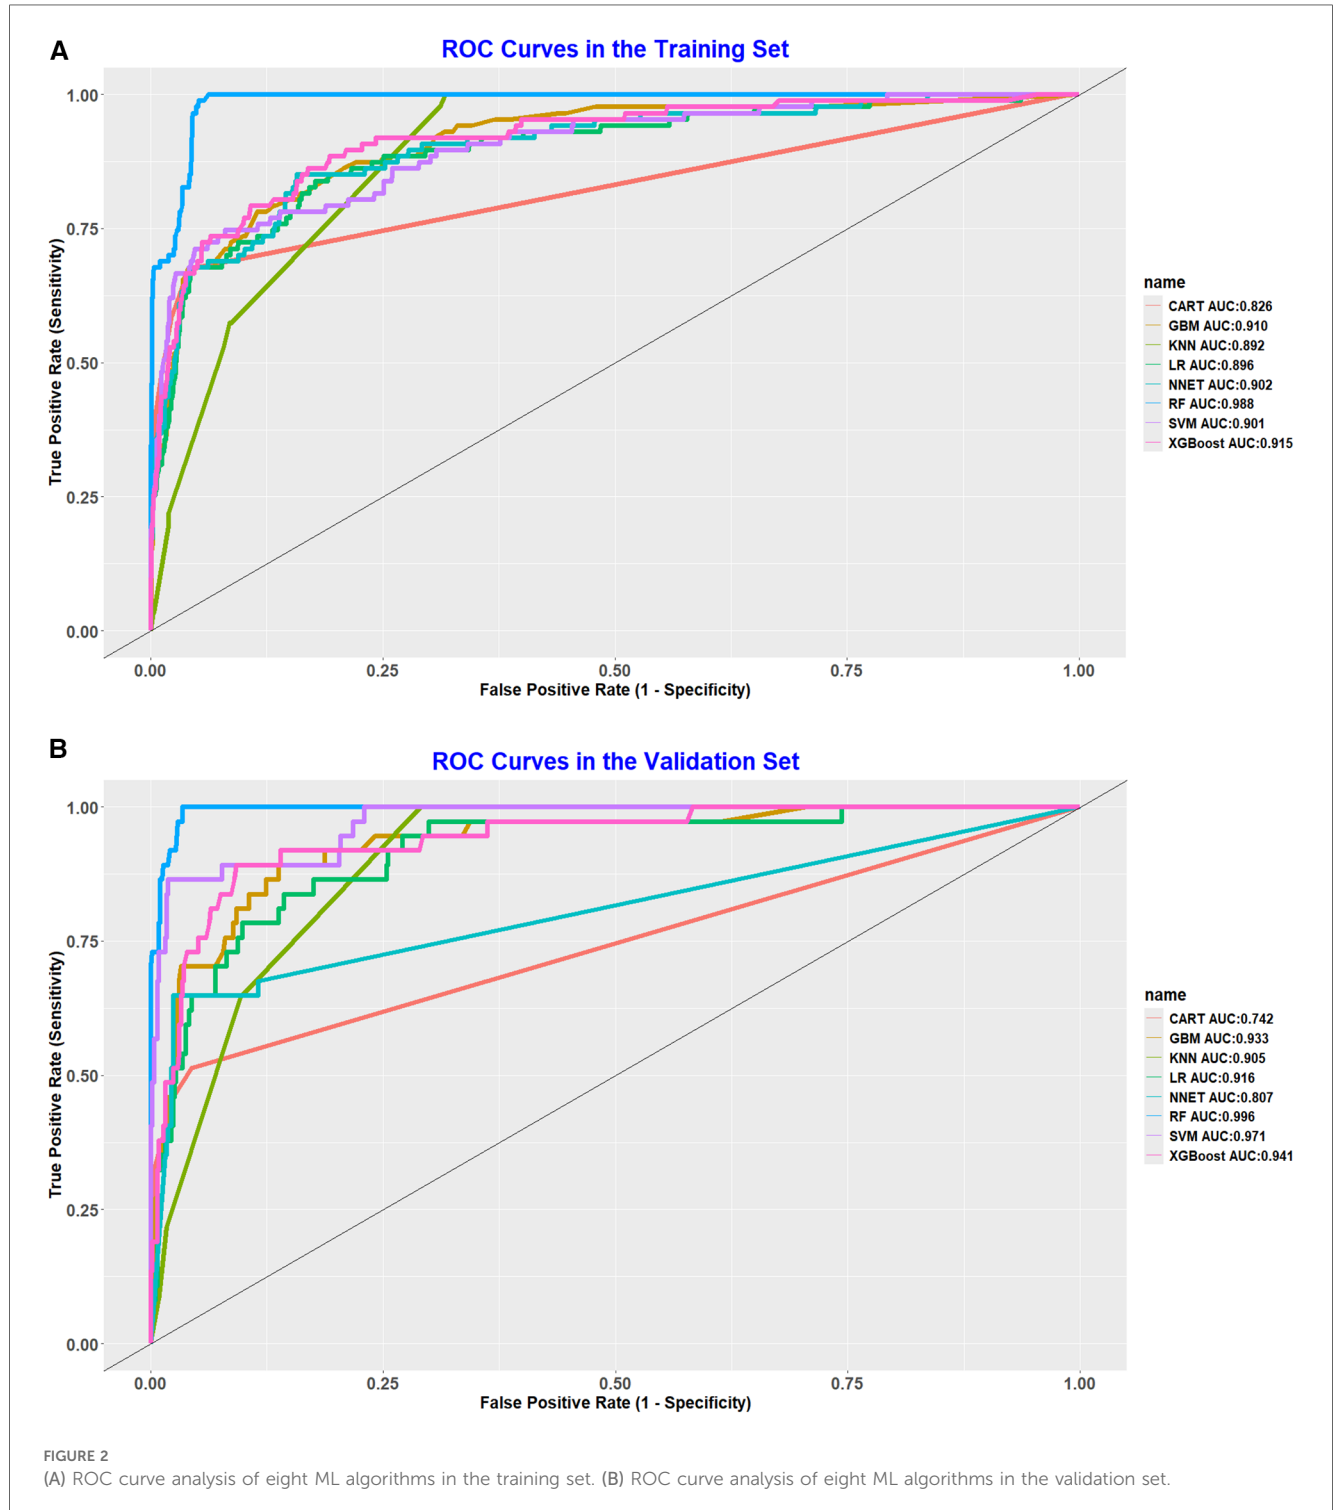 A
ROC Curves in the Training Set
True Positive Rate (Sensitivity)
1.00
0.75
0.50
0.25
0.00
0.00 0.25 0.50 0.75 1.00
False Positive Rate (1 - Specificity)
name
CART AUC:0.826
GBM AUC:0.910
KNN AUC:0.892
LR AUC:0.896
NNET AUC:0.902
RF AUC:0.988
SVM AUC:0.901
XGBoost AUC:0.915
B
ROC Curves in the Validation Set
True Positive Rate (Sensitivity)
1.00
0.75
0.50
0.25
0.00
0.00 0.25 0.50 0.75 1.00
False Positive Rate (1 - Specificity)
name
CART AUC:0.742
GBM AUC:0.933
KNN AUC:0.905
LR AUC:0.916
NNET AUC:0.807
RF AUC:0.996
SVM AUC:0.971
XGBoost AUC:0.941
FIGURE 2
(A) ROC curve analysis of eight ML algorithms in the training set. (B) ROC curve analysis of eight ML algorithms in the validation set.